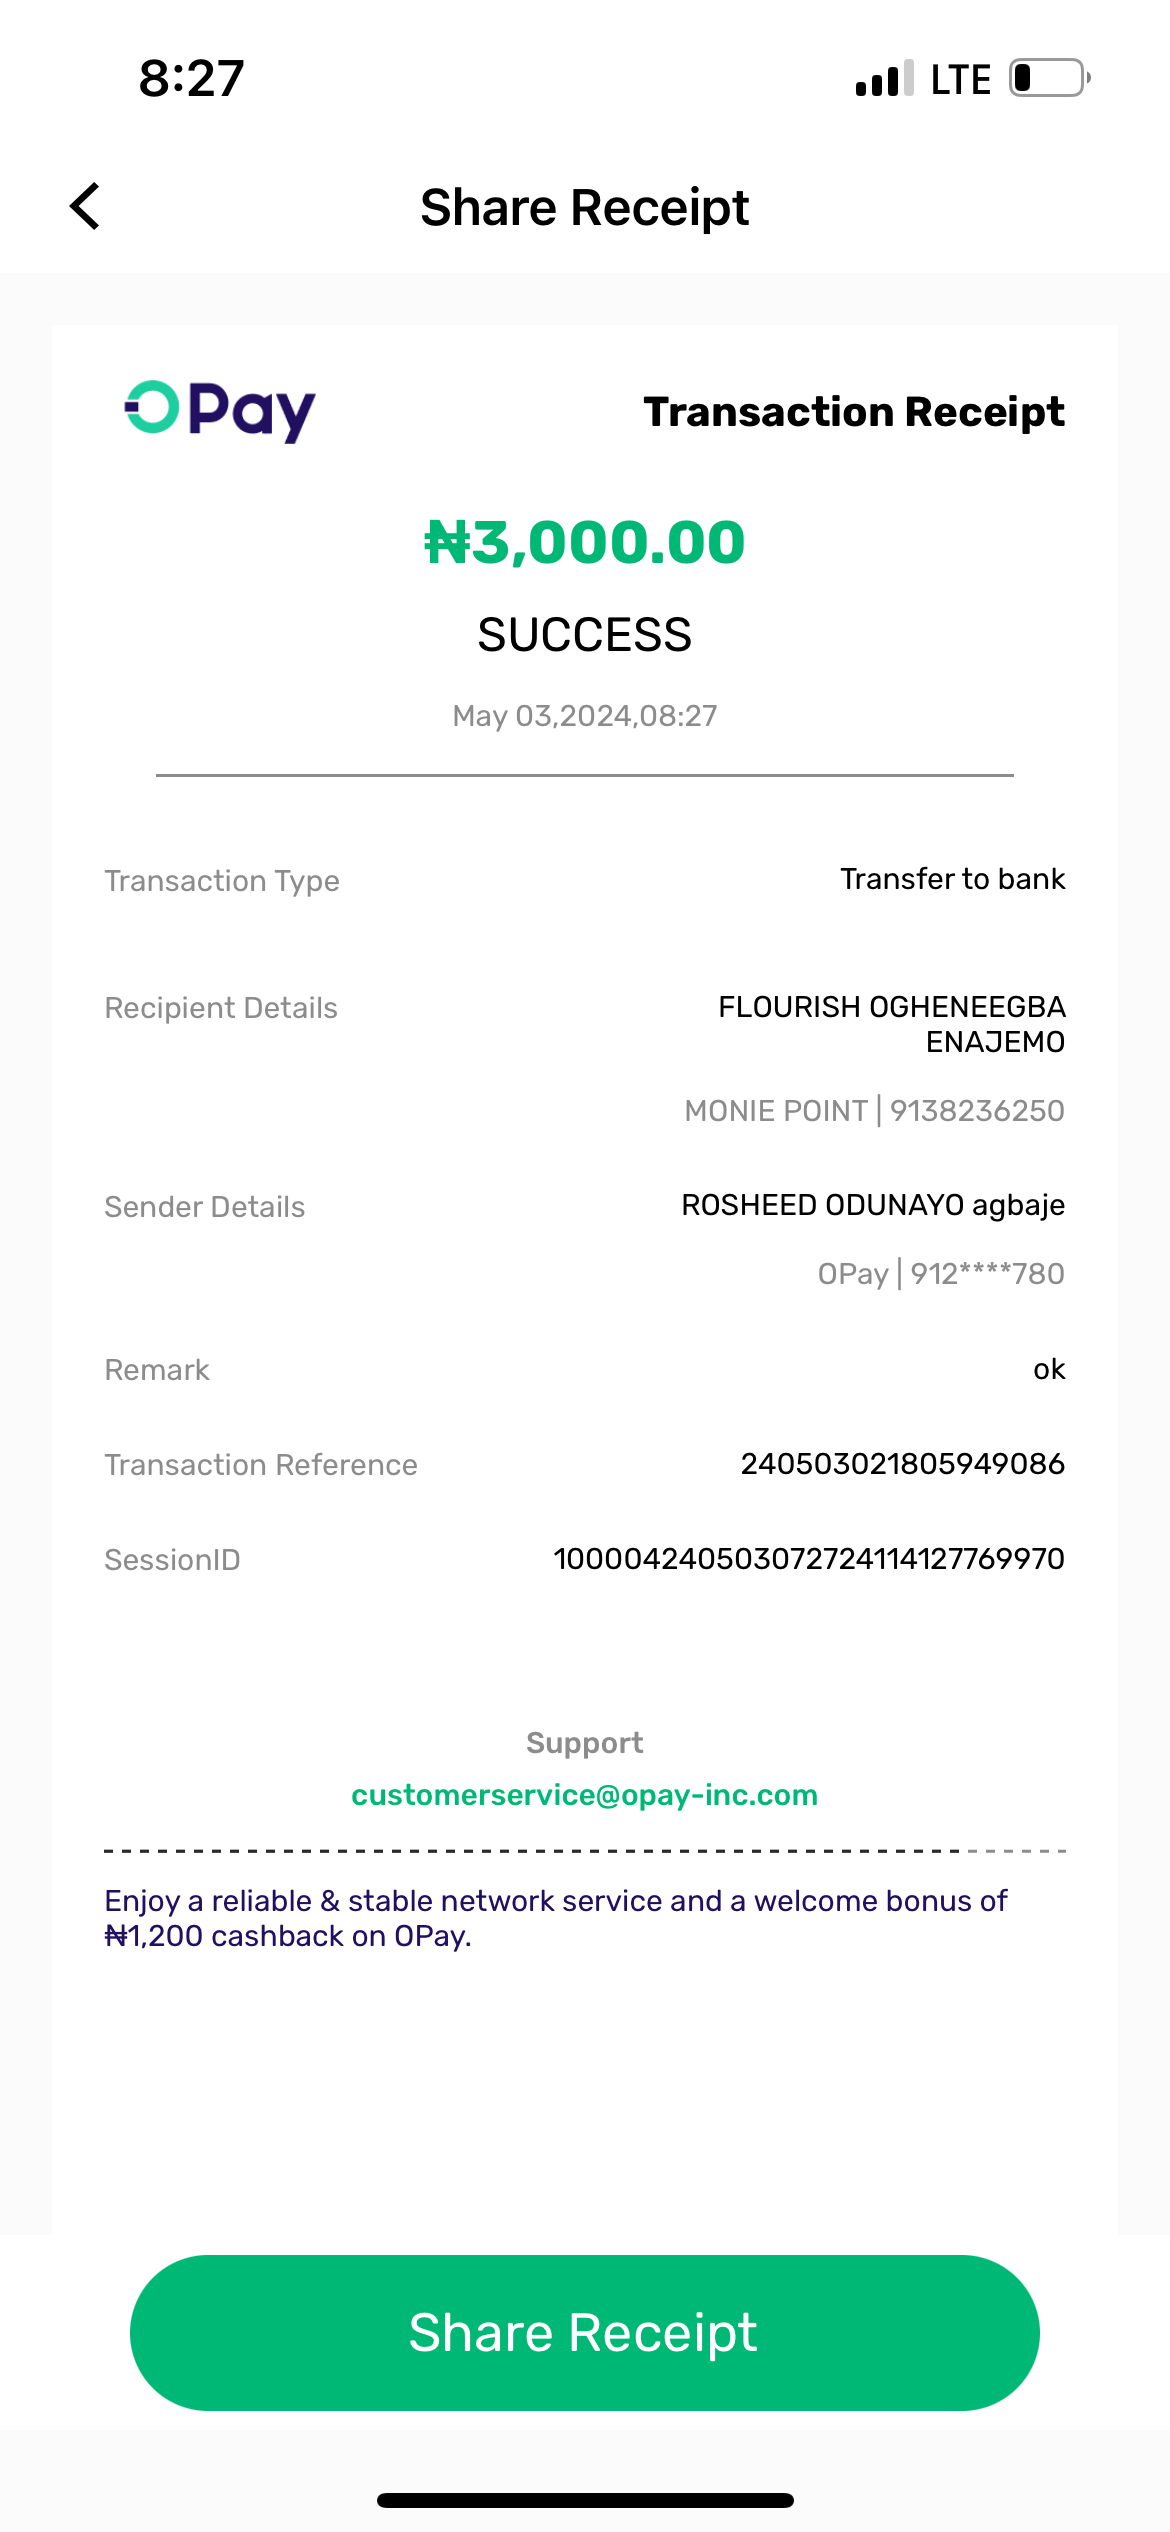 8:27 LTE
Share Receipt
OPay Transaction Receipt
₦3,000.00
SUCCESS
May 03,2024,08:27
Transaction Type Transfer to bank
Recipient Details FLOURISH OGHENEEGBA
ENAJEMO
MONIE POINT | 9138236250
Sender Details ROSHEED ODUNAYO agbaje
OPay | 912****780
Remark ok
Transaction Reference 240503021805949086
SessionID 100004240503072724114127769970
Support
customerservice@opay-inc.com
Enjoy a reliable & stable network service and a welcome bonus of
₦1,200 cashback on OPay.
Share Receipt